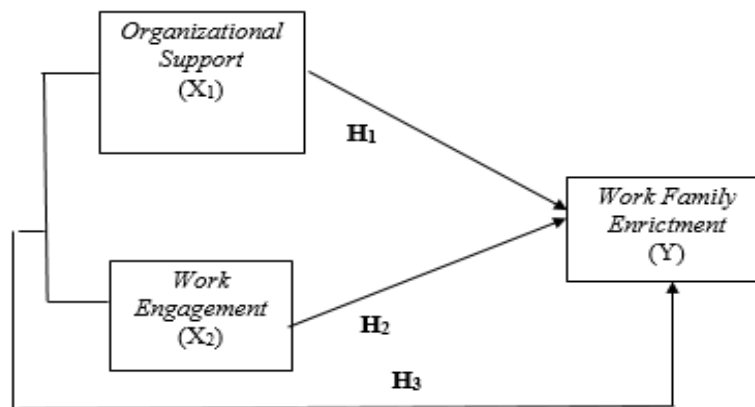 Organizational
Support
(X₁)
H₁
Work Family
Enrictment
(Y)
Work
Engagement
(X₂)
H₂
H₃